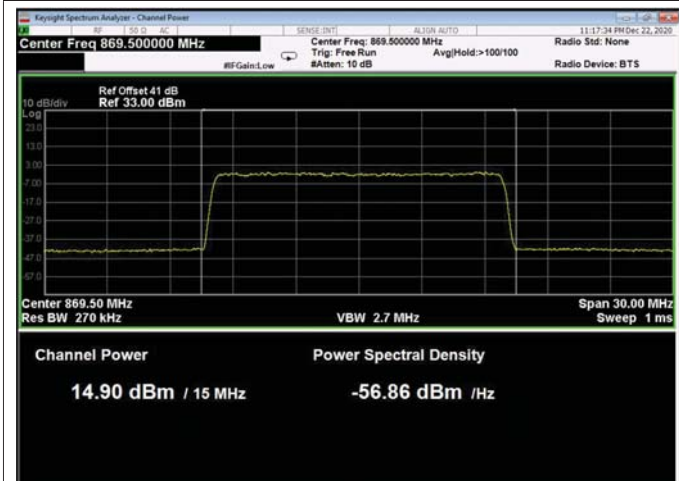 Keysight Spectrum Analyzer - Channel Power
RF 50 Ω AC SENSE:INT ALIGN AUTO 11:17:34 PM Dec 22, 2020
Center Freq 869.500000 MHz Center Freq: 869.500000 MHz Radio Std: None
Trig: Free Run Avg|Hold:>100/100
#IFGain:Low #Atten: 10 dB Radio Device: BTS
Ref Offset 41 dB
10 dB/div Ref 33.00 dBm
Log
23.0
13.0
3.00
-7.00
-17.0
-27.0
-37.0
-47.0
-57.0
Center 869.50 MHz Span 30.00 MHz
Res BW 270 kHz VBW 2.7 MHz Sweep 1 ms
Channel Power Power Spectral Density
14.90 dBm / 15 MHz -56.86 dBm /Hz